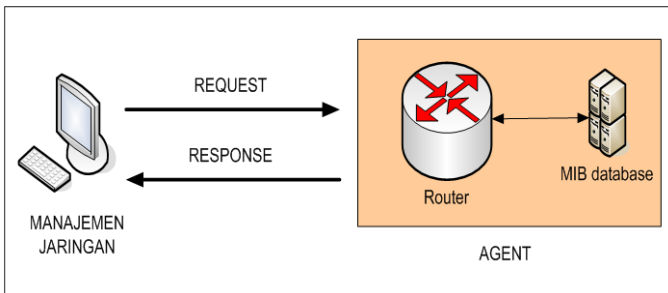 REQUEST
RESPONSE
MANAJEMEN
JARINGAN
Router
MIB database
AGENT